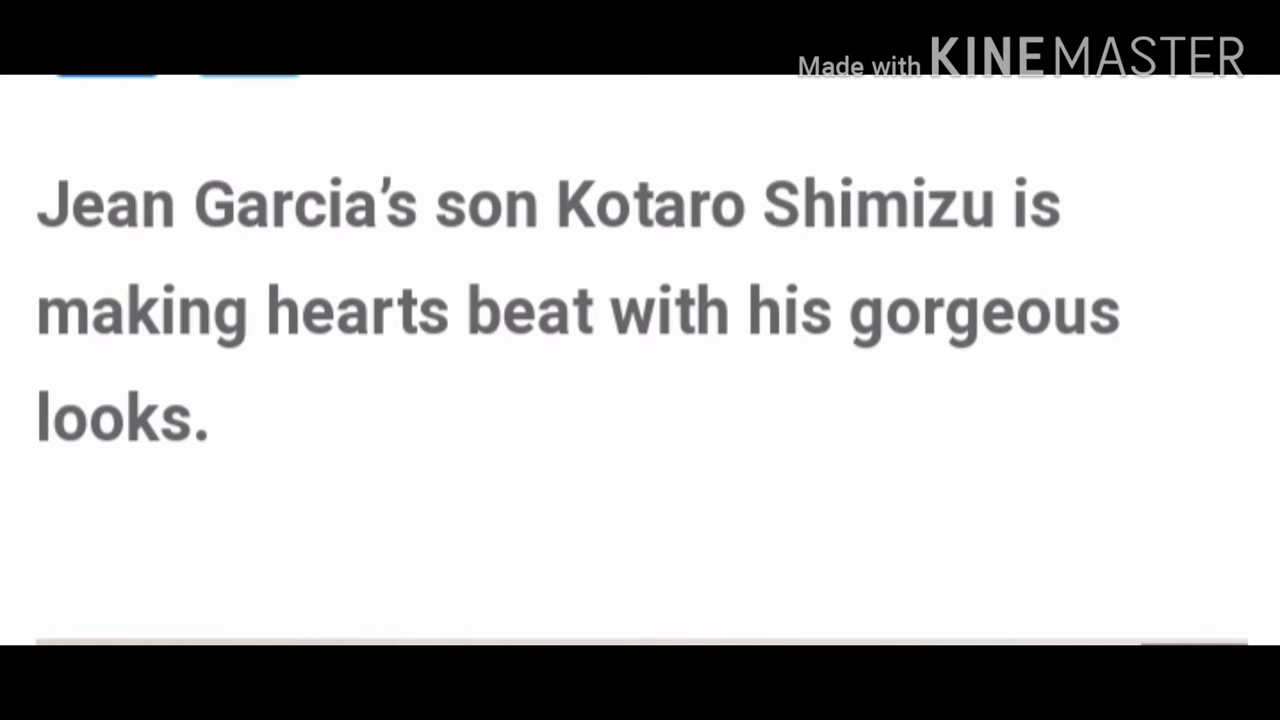 Made with KINEMASTER
Jean Garcia’s son Kotaro Shimizu is
making hearts beat with his gorgeous
looks.